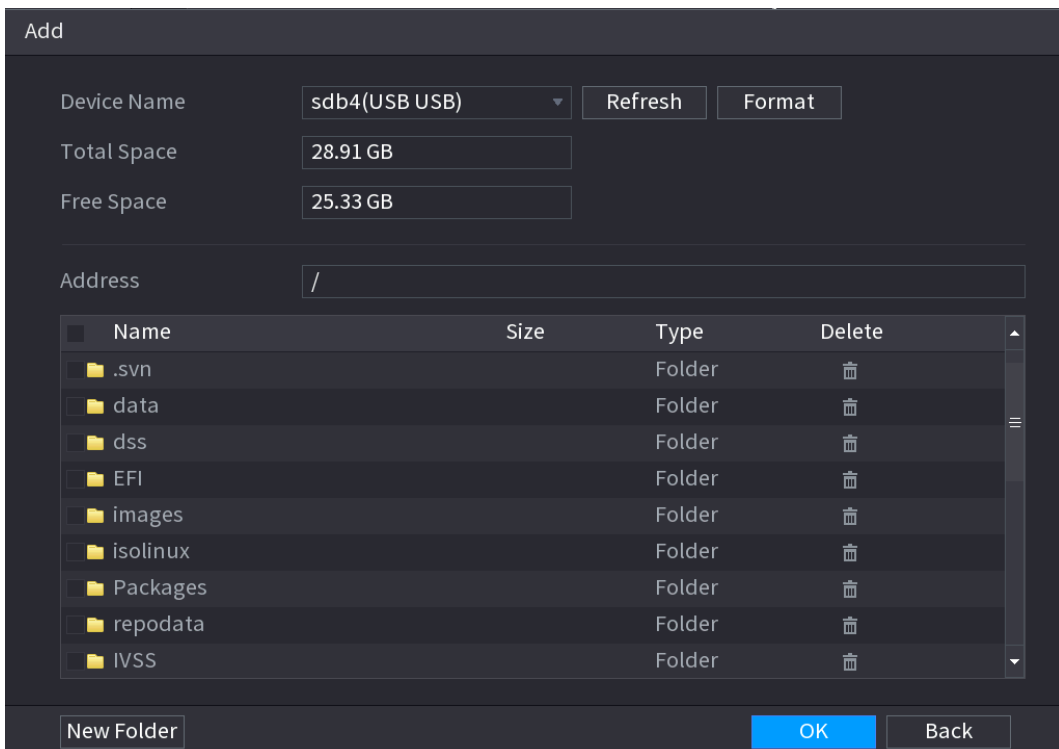 Add
Device Name sdb4(USB USB) Refresh Format
Total Space 28.91 GB
Free Space 25.33 GB
Address /
Name Size Type Delete
.svn Folder
data Folder
dss Folder
EFI Folder
images Folder
isolinux Folder
Packages Folder
repodata Folder
IVSS Folder
New Folder OK Back